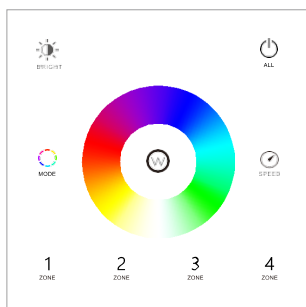 BRIGHT
ALL
W
MODE
SPEED
1 2 3 4
ZONE ZONE ZONE ZONE